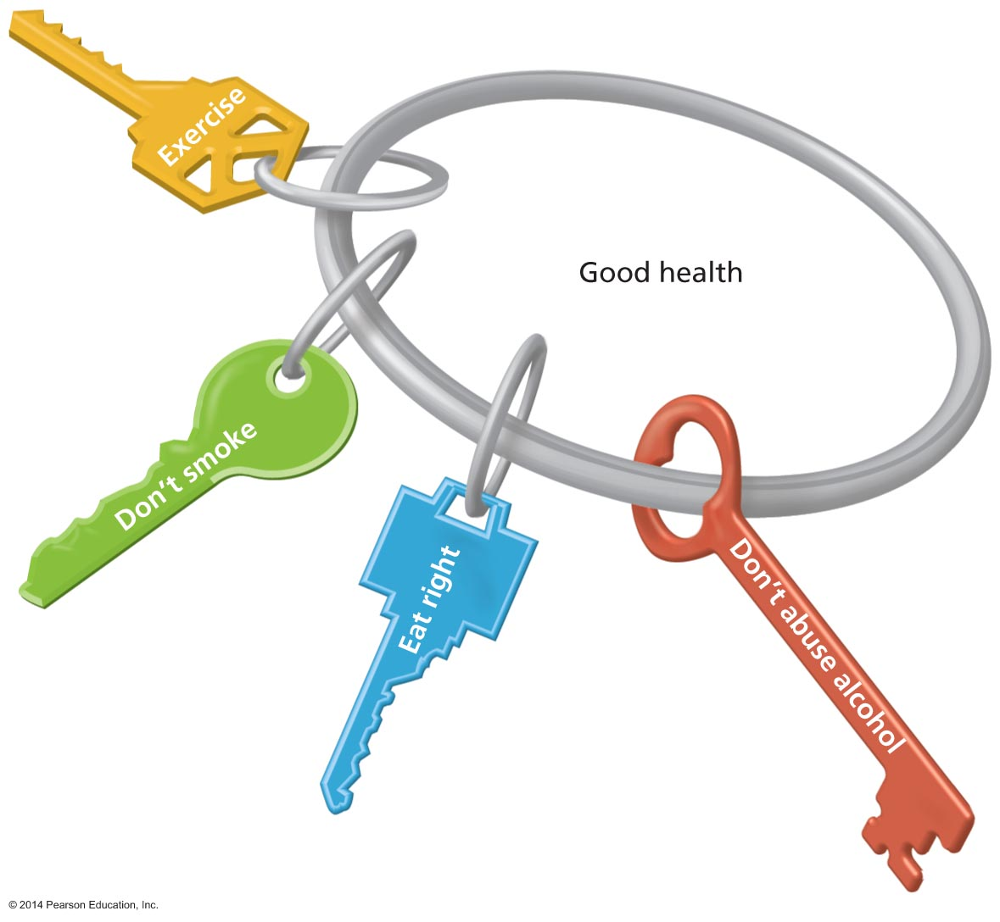 Exercise
Good health
Don't smoke
Eat right
Don't abuse alcohol
© 2014 Pearson Education, Inc.